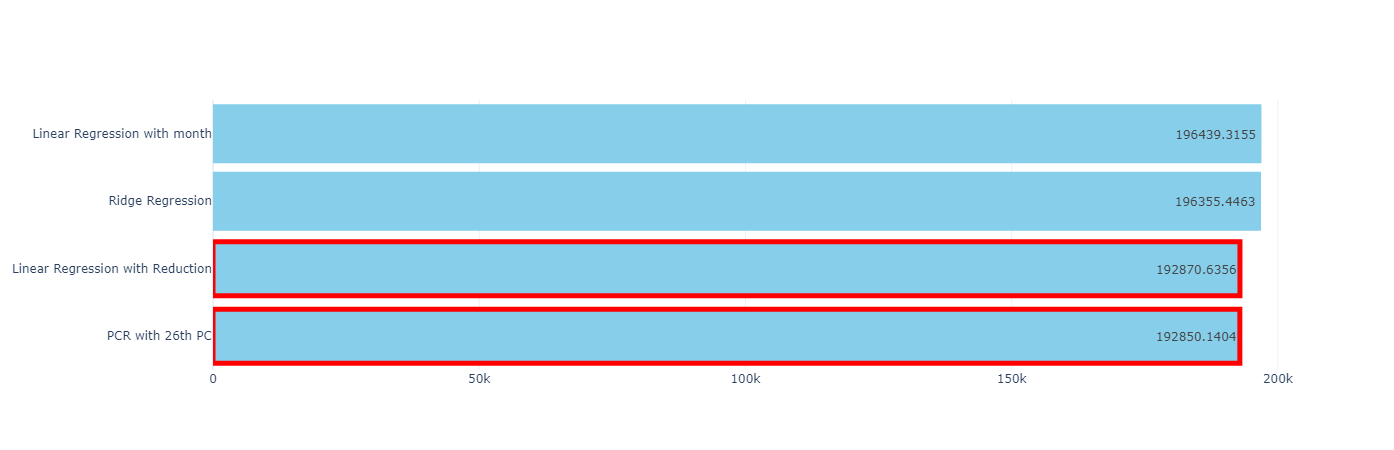 Linear Regression with month
196439.3155
Ridge Regression
196355.4463
Linear Regression with Reduction
192870.6356
PCR with 26th PC
192850.1404
0 50k 100k 150k 200k